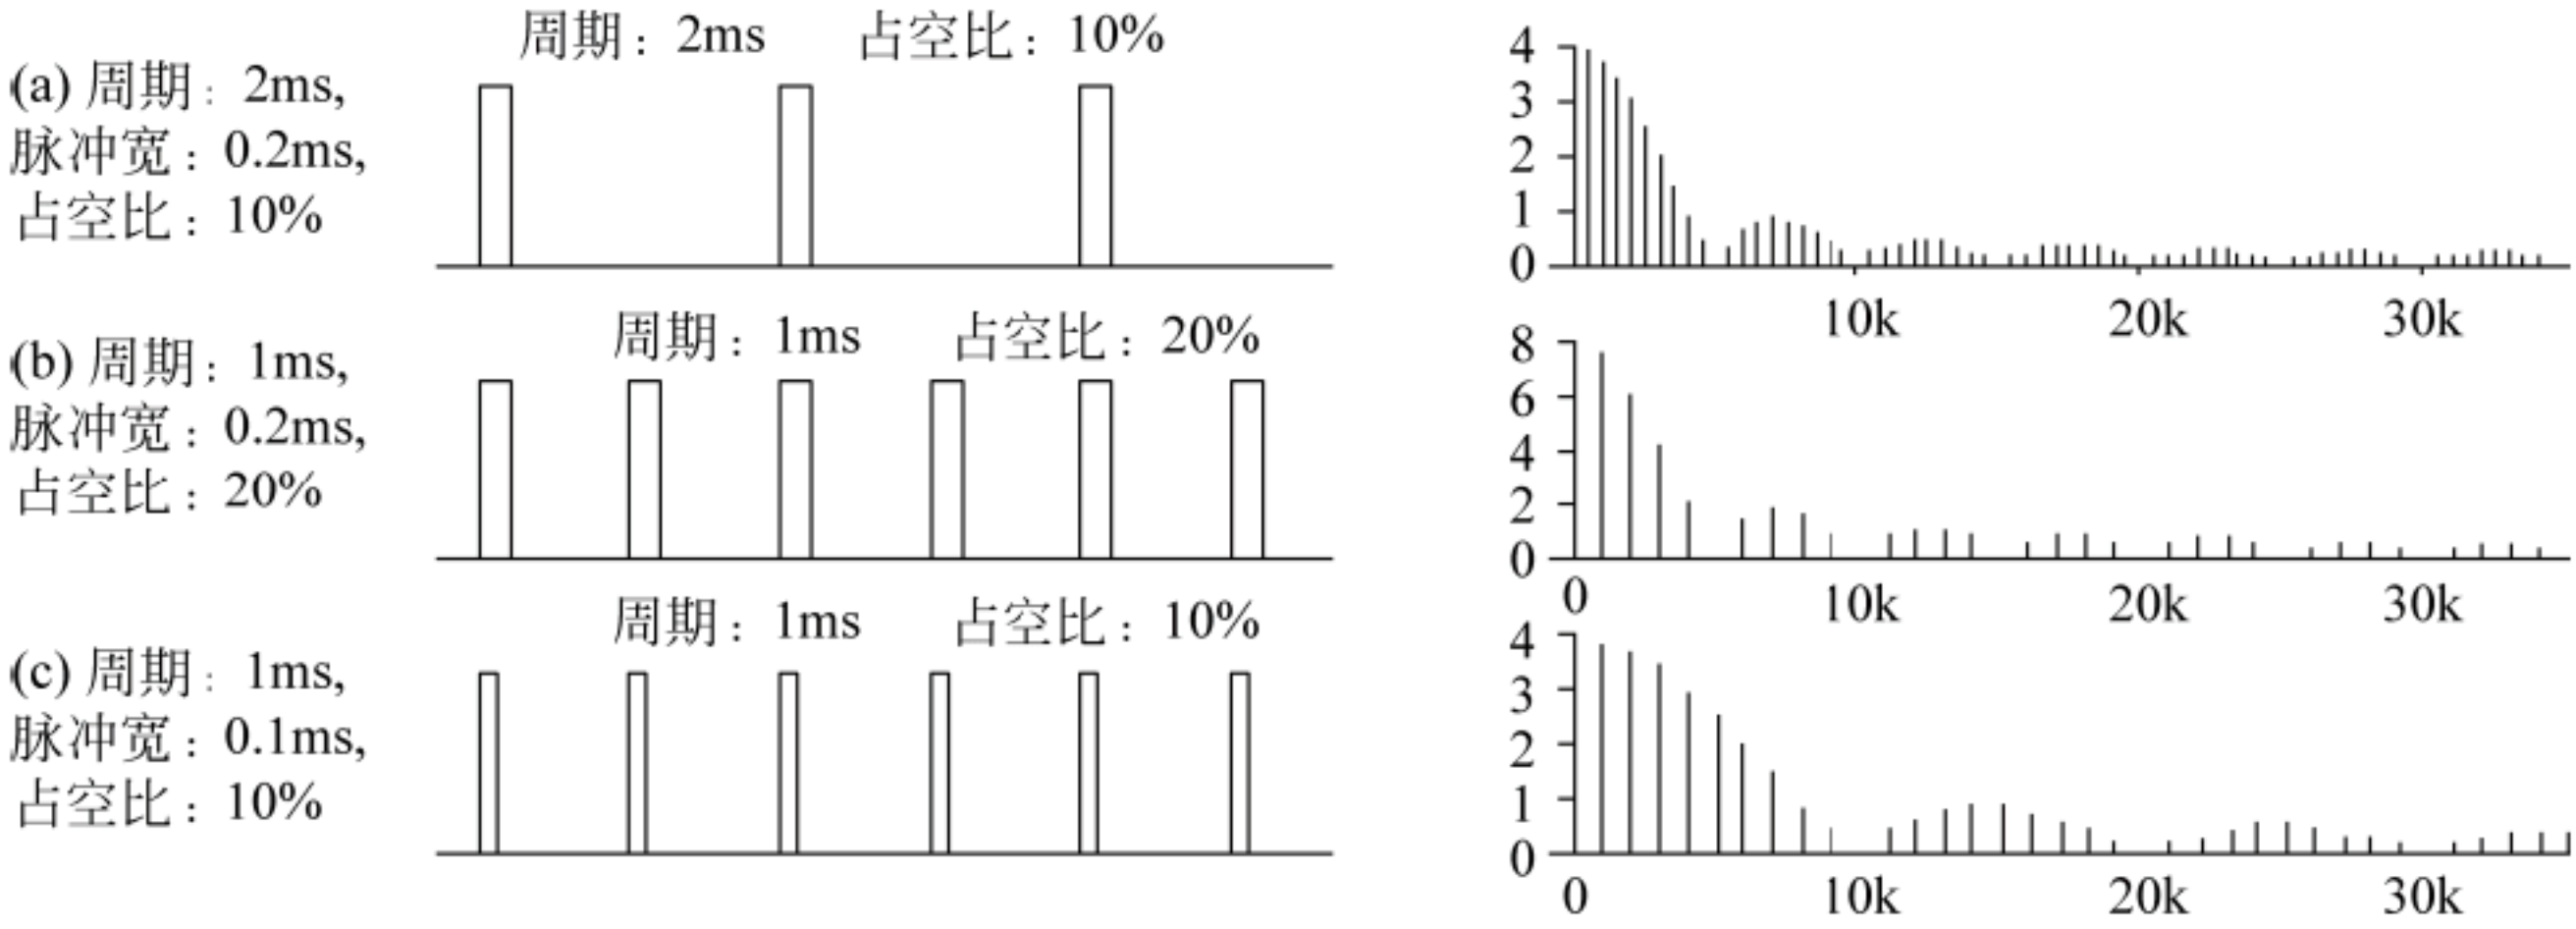 (a) 周期：2ms,
脉冲宽：0.2ms,
占空比：10%
周期：2ms 占空比：10%
4
3
2
1
0
10k 20k 30k
(b) 周期：1ms,
脉冲宽：0.2ms,
占空比：20%
周期：1ms 占空比：20%
8
6
4
2
0
0 10k 20k 30k
(c) 周期：1ms,
脉冲宽：0.1ms,
占空比：10%
周期：1ms 占空比：10%
4
3
2
1
0
0 10k 20k 30k